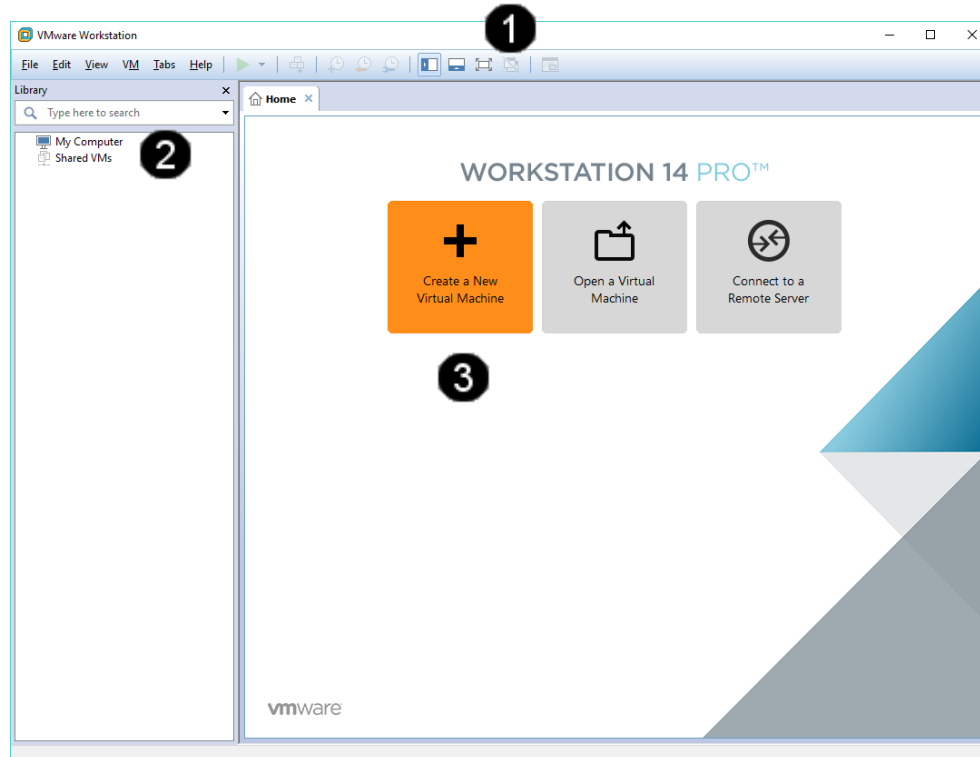 1
VMware Workstation
File Edit View VM Tabs Help
Library
Home
Type here to search
My Computer
Shared VMs
2
WORKSTATION 14 PRO™
Create a New
Virtual Machine
Open a Virtual
Machine
Connect to a
Remote Server
3
vmware